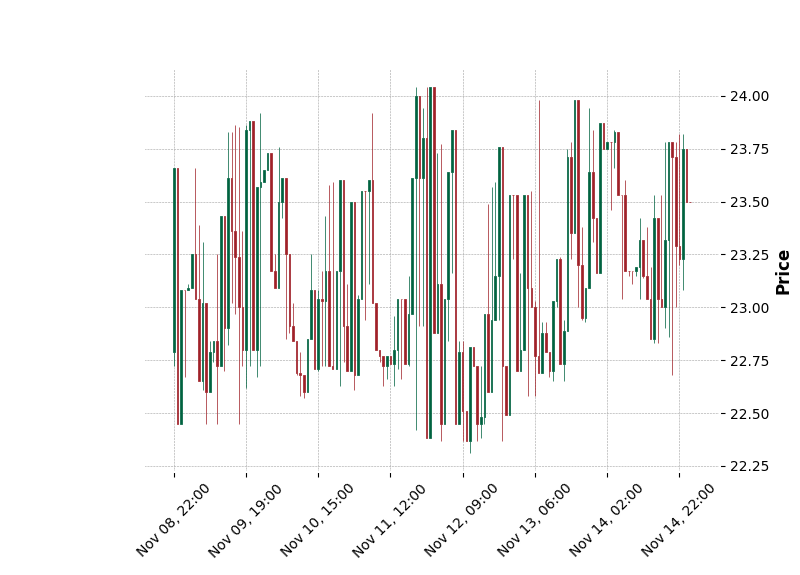 24.00
23.75
23.50
23.25
23.00
22.75
22.50
22.25
Price
Nov 08, 22:00
Nov 09, 19:00
Nov 10, 15:00
Nov 11, 12:00
Nov 12, 09:00
Nov 13, 06:00
Nov 14, 02:00
Nov 14, 22:00